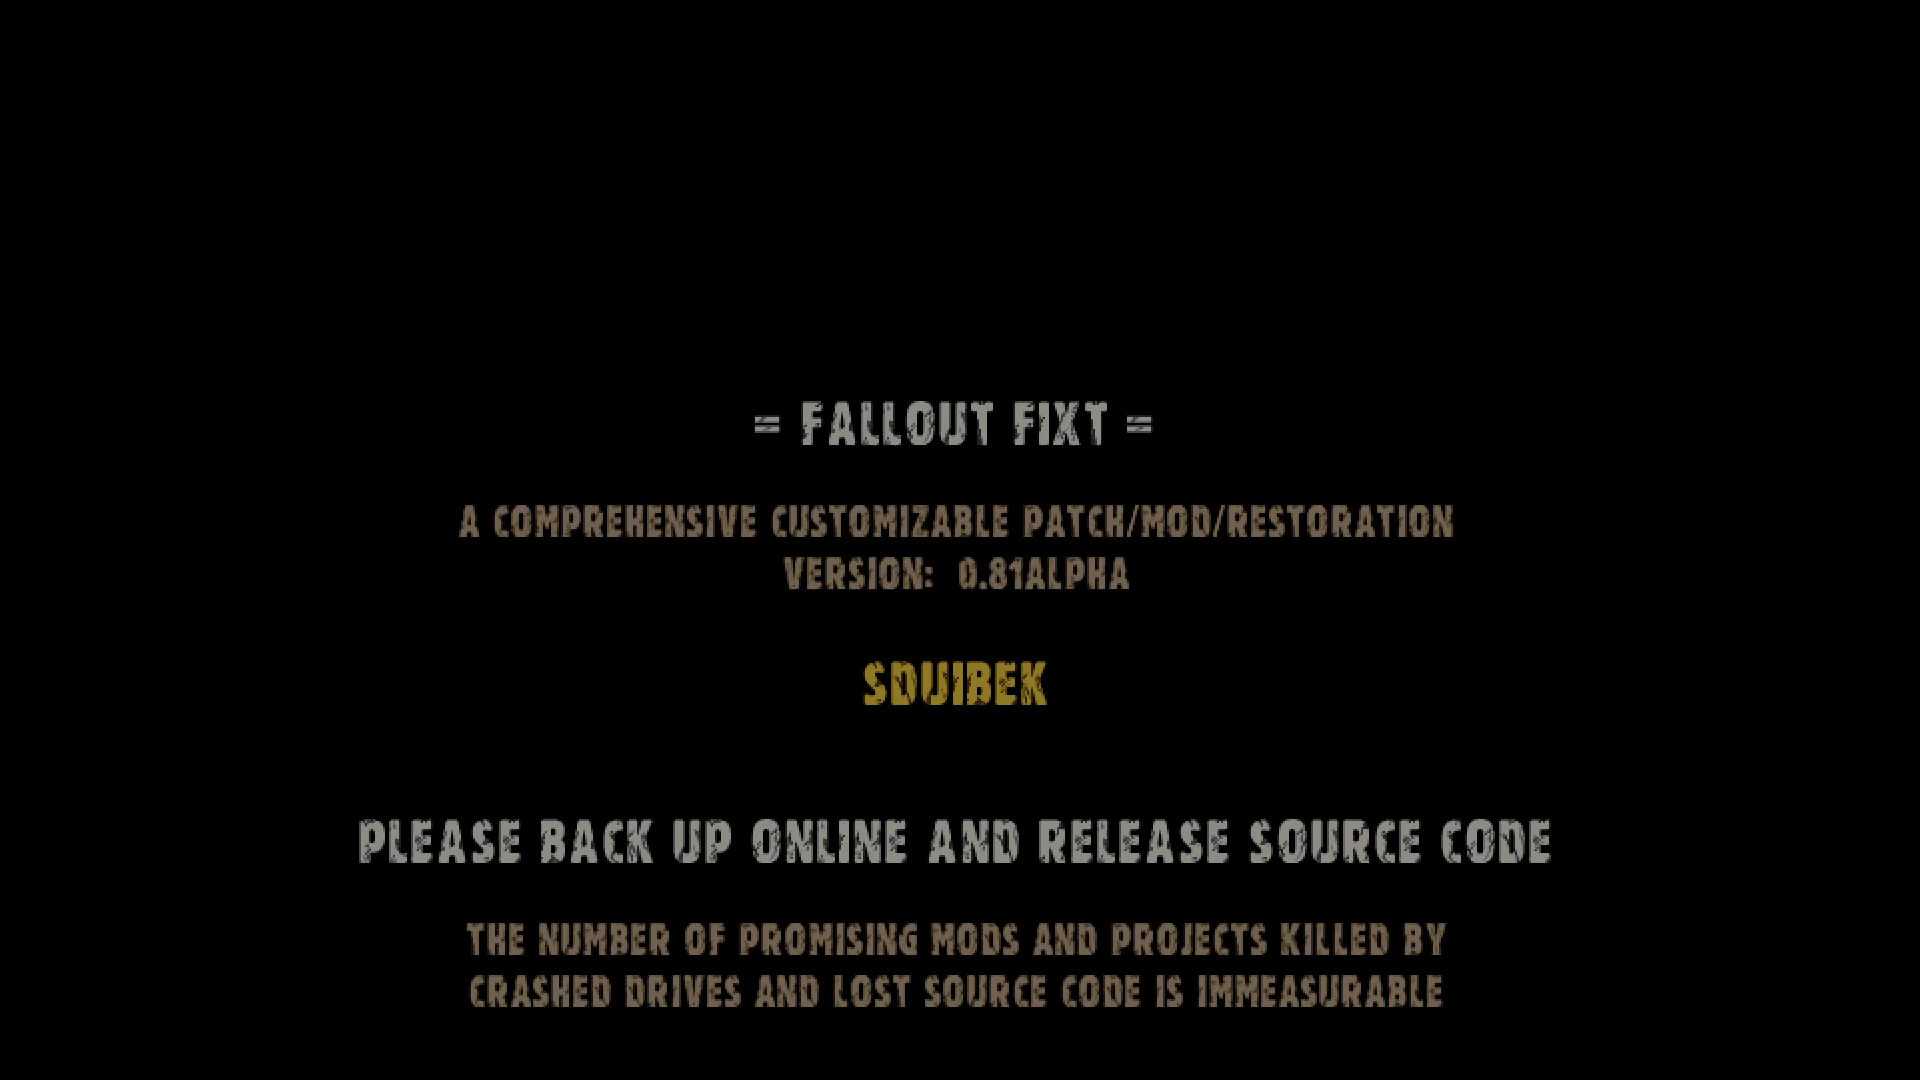 = FALLOUT FIXT =
A COMPREHENSIVE CUSTOMIZABLE PATCH/MOD/RESTORATION
VERSION: 0.81ALPHA
SDUIBEK
PLEASE BACK UP ONLINE AND RELEASE SOURCE CODE
THE NUMBER OF PROMISING MODS AND PROJECTS KILLED BY
CRASHED DRIVES AND LOST SOURCE CODE IS IMMEASURABLE